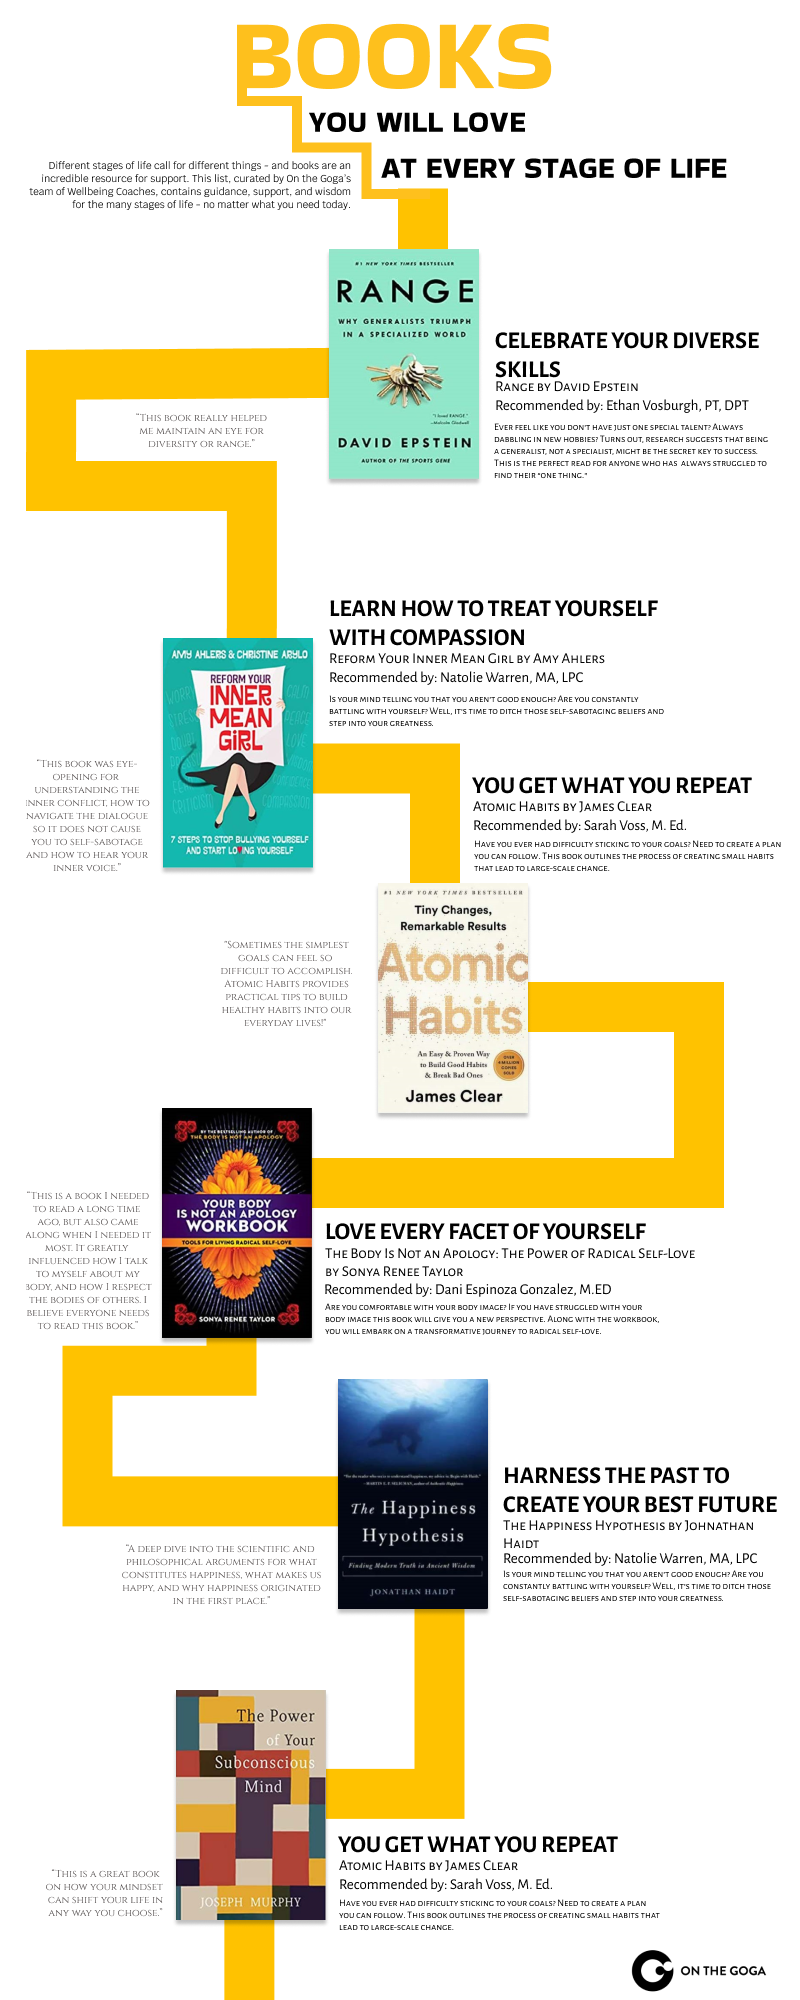 BOOKS
YOU WILL LOVE
AT EVERY STAGE OF LIFE
Different stages of life call for different things - and books are an
incredible resource for support. This list, curated by On the Goga's
team of Wellbeing Coaches, contains guidance, support, and wisdom
for the many stages of life - no matter what you need today.
#1 NEW YORK TIMES BESTSELLER
RANGE
WHY GENERALISTS TRIUMPH
IN A SPECIALIZED WORLD
"I loved RANGE."
—Malcolm Gladwell
DAVID EPSTEIN
AUTHOR OF THE SPORTS GENE
CELEBRATE YOUR DIVERSE
SKILLS
RANGE BY DAVID EPSTEIN
Recommended by: Ethan Vosburgh, PT, DPT
EVER FEEL LIKE YOU DON'T HAVE JUST ONE SPECIAL TALENT? ALWAYS
DABBLING IN NEW HOBBIES? TURNS OUT, RESEARCH SUGGESTS THAT BEING
A GENERALIST, NOT A SPECIALIST, MIGHT BE THE SECRET KEY TO SUCCESS.
THIS IS THE PERFECT READ FOR ANYONE WHO HAS ALWAYS STRUGGLED TO
FIND THEIR "ONE THING."
"THIS BOOK REALLY HELPED
ME MAINTAIN AN EYE FOR
DIVERSITY OR RANGE."
LEARN HOW TO TREAT YOURSELF
WITH COMPASSION
REFORM YOUR INNER MEAN GIRL BY AMY AHLERS
Recommended by: Natolie Warren, MA, LPC
IS YOUR MIND TELLING YOU THAT YOU AREN'T GOOD ENOUGH? ARE YOU CONSTANTLY
BATTLING WITH YOURSELF? WELL, IT'S TIME TO DITCH THOSE SELF-SABOTAGING BELIEFS AND
STEP INTO YOUR GREATNESS.
AMY AHLERS & CHRISTINE ARYLO
REFORM YOUR
INNER
MEAN
GIRL
7 STEPS TO STOP BULLYING YOURSELF
AND START LOVING YOURSELF
"THIS BOOK WAS EYE-
OPENING FOR
UNDERSTANDING THE
INNER CONFLICT, HOW TO
NAVIGATE THE DIALOGUE
SO IT DOES NOT CAUSE
YOU TO SELF-SABOTAGE
AND HOW TO HEAR YOUR
INNER VOICE."
YOU GET WHAT YOU REPEAT
ATOMIC HABITS BY JAMES CLEAR
Recommended by: Sarah Voss, M. Ed.
HAVE YOU EVER HAD DIFFICULTY STICKING TO YOUR GOALS? NEED TO CREATE A PLAN
YOU CAN FOLLOW. THIS BOOK OUTLINES THE PROCESS OF CREATING SMALL HABITS
THAT LEAD TO LARGE-SCALE CHANGE.
#1 NEW YORK TIMES BESTSELLER
Tiny Changes,
Remarkable Results
Atomic
Habits
An Easy & Proven Way
to Build Good Habits
& Break Bad Ones
James Clear
"SOMETIMES THE SIMPLEST
GOALS CAN FEEL SO
DIFFICULT TO ACCOMPLISH.
ATOMIC HABITS PROVIDES
PRACTICAL TIPS TO BUILD
HEALTHY HABITS INTO OUR
EVERYDAY LIVES!"
BY THE BESTSELLING AUTHOR OF
THE BODY IS NOT AN APOLOGY
YOUR BODY
IS NOT AN APOLOGY
WORKBOOK
TOOLS FOR LIVING RADICAL SELF-LOVE
SONYA RENEE TAYLOR
"THIS IS A BOOK I NEEDED
TO READ A LONG TIME
AGO, BUT ALSO CAME
ALONG WHEN I NEEDED IT
MOST. IT GREATLY
INFLUENCED HOW I TALK
TO MYSELF ABOUT MY
BODY, AND HOW I RESPECT
THE BODIES OF OTHERS. I
BELIEVE EVERYONE NEEDS
TO READ THIS BOOK."
LOVE EVERY FACET OF YOURSELF
THE BODY IS NOT AN APOLOGY: THE POWER OF RADICAL SELF-LOVE
BY SONYA RENEE TAYLOR
Recommended by: Dani Espinoza Gonzalez, M.ED
ARE YOU COMFORTABLE WITH YOUR BODY IMAGE? IF YOU HAVE STRUGGLED WITH YOUR
BODY IMAGE THIS BOOK WILL GIVE YOU A NEW PERSPECTIVE. ALONG WITH THE WORKBOOK,
YOU WILL EMBARK ON A TRANSFORMATIVE JOURNEY TO RADICAL SELF-LOVE.
The Happiness
Hypothesis
Finding Modern Truth in Ancient Wisdom
JONATHAN HAIDT
HARNESS THE PAST TO
CREATE YOUR BEST FUTURE
THE HAPPINESS HYPOTHESIS BY JOHNATHAN
HAIDT
Recommended by: Natolie Warren, MA, LPC
IS YOUR MIND TELLING YOU THAT YOU AREN'T GOOD ENOUGH? ARE YOU
CONSTANTLY BATTLING WITH YOURSELF? WELL, IT'S TIME TO DITCH THOSE
SELF-SABOTAGING BELIEFS AND STEP INTO YOUR GREATNESS.
"A DEEP DIVE INTO THE SCIENTIFIC AND
PHILOSOPHICAL ARGUMENTS FOR WHAT
CONSTITUTES HAPPINESS, WHAT MAKES US
HAPPY, AND WHY HAPPINESS ORIGINATED
IN THE FIRST PLACE."
The Power
of Your
Subconscious
Mind
JOSEPH MURPHY
"THIS IS A GREAT BOOK
ON HOW YOUR MINDSET
CAN SHIFT YOUR LIFE IN
ANY WAY YOU CHOOSE."
YOU GET WHAT YOU REPEAT
ATOMIC HABITS BY JAMES CLEAR
Recommended by: Sarah Voss, M. Ed.
HAVE YOU EVER HAD DIFFICULTY STICKING TO YOUR GOALS? NEED TO CREATE A PLAN
YOU CAN FOLLOW. THIS BOOK OUTLINES THE PROCESS OF CREATING SMALL HABITS THAT
LEAD TO LARGE-SCALE CHANGE.
ON THE GOGA